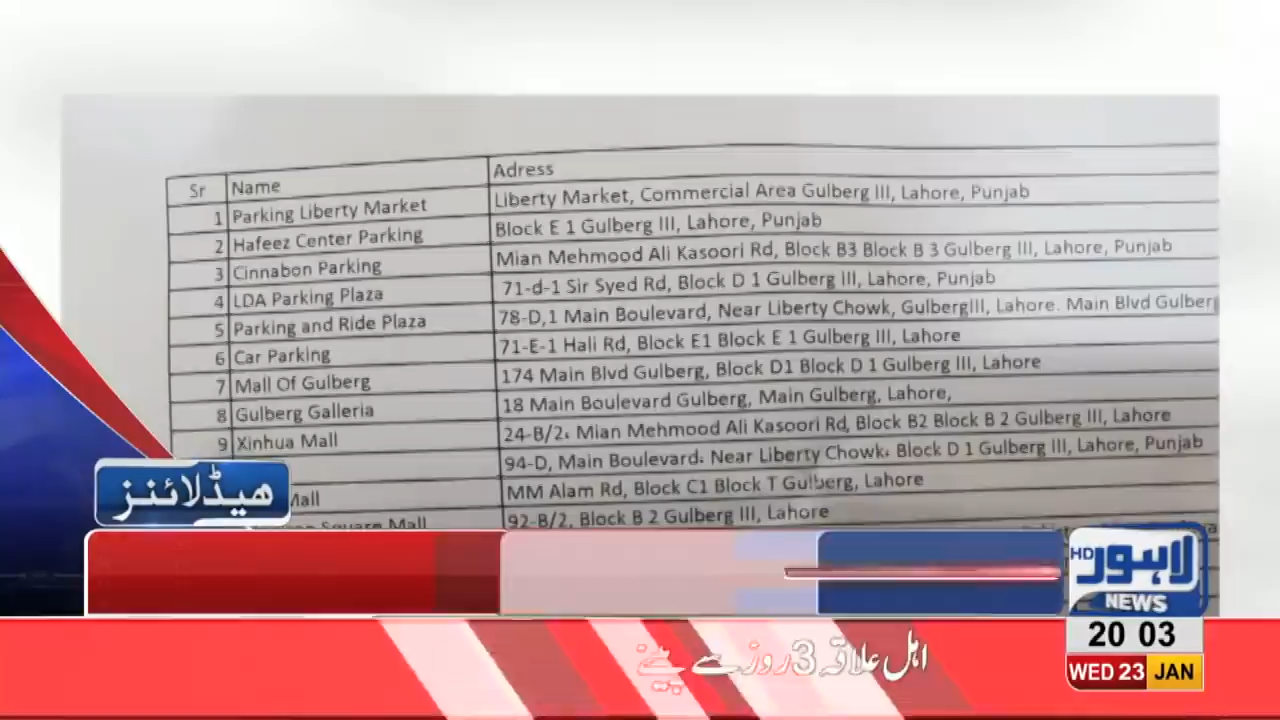 Sr Name Adress
1 Parking Liberty Market Liberty Market, Commercial Area Gulberg III, Lahore, Punjab
2 Hafeez Center Parking Block E 1 Gulberg III, Lahore, Punjab
3 Cinnabon Parking Mian Mehmood Ali Kasoori Rd, Block B3 Block B 3 Gulberg III, Lahore, Punjab
4 LDA Parking Plaza 71-d-1 Sir Syed Rd, Block D 1 Gulberg III, Lahore, Punjab
5 Parking and Ride Plaza 78-D,1 Main Boulevard, Near Liberty Chowk, GulbergIII, Lahore. Main Blvd Gulberg
6 Car Parking 71-E-1 Hali Rd, Block E1 Block E 1 Gulberg III, Lahore
7 Mall Of Gulberg 174 Main Blvd Gulberg, Block D1 Block D 1 Gulberg III, Lahore
8 Gulberg Galleria 18 Main Boulevard Gulberg, Main Gulberg, Lahore,
9 Xinhua Mall 24-B/2، Mian Mehmood Ali Kasoori Rd, Block B2 Block B 2 Gulberg III, Lahore
94-D, Main Boulevard، Near Liberty Chowk، Block D 1 Gulberg III, Lahore, Punjab
Mall MM Alam Rd, Block C1 Block T Gulberg, Lahore
Square Mall 92-B/2, Block B 2 Gulberg III, Lahore
ہیڈلائنز
HD لاہور
NEWS
20 03
WED 23 JAN
اہل علاقہ 3 روز سے پینے